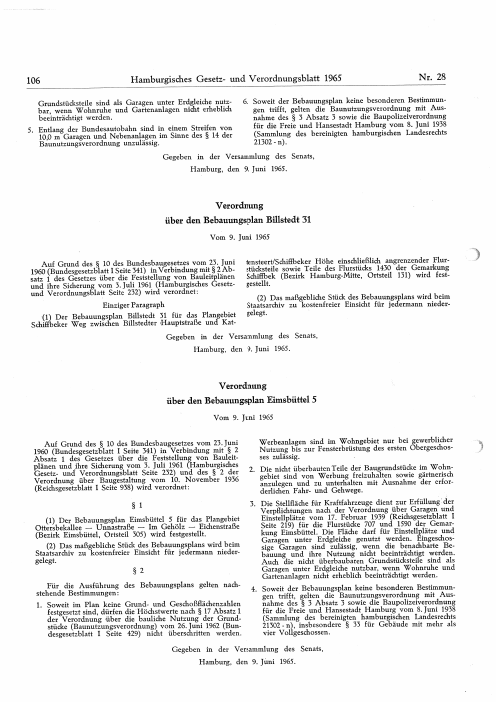 106
Hamburgisches Gesetz- und Verordnungsblatt 1965
Nr. 28
Grundstücksteile sind als Garagen unter Erdgleiche nutz-
bar, wenn Wohnruhe und Gartenanlagen nicht erheblich
beeinträchtigt werden.
5. Entlang der Bundesautobahn sind in einem Streifen von
10,0 m Garagen und Nebenanlagen im Sinne des § 14 der
Baunutzungsverordnung unzulässig.
6. Soweit der Bebauungsplan keine besonderen Bestimmun-
gen trifft, gelten die Baunutzungsverordnung mit Aus-
nahme des § 3 Absatz 3 sowie die Baupolizeiverordnung
für die Freie und Hansestadt Hamburg vom 8. Juni 1938
(Sammlung des bereinigten hamburgischen Landesrechts
21302 - n).
Gegeben in der Versammlung des Senats,
Hamburg, den 9. Juni 1965.
Verordnung
über den Bebauungsplan Billstedt 31
Vom 9. Juni 1965
Auf Grund des § 10 des Bundesbaugesetzes vom 23. Juni
1960 (Bundesgesetzblatt I Seite 341) in Verbindung mit § 2 Ab-
satz 1 des Gesetzes über die Feststellung von Bauleitplänen
und ihre Sicherung vom 3. Juli 1961 (Hamburgisches Gesetz-
und Verordnungsblatt Seite 232) wird verordnet:
Einziger Paragraph
(1) Der Bebauungsplan Billstedt 31 für das Plangebiet
Schiffbeker Weg zwischen Billstedter Hauptstraße und Kat-
tensteert/Schiffbeker Höhe einschließlich angrenzender Flur-
stücksteile sowie Teile des Flurstücks 1430 der Gemarkung
Schiffbek (Bezirk Hamburg-Mitte, Ortsteil 131) wird fest-
gestellt.
(2) Das maßgebliche Stück des Bebauungsplans wird beim
Staatsarchiv zu kostenfreier Einsicht für jedermann nieder-
gelegt.
Gegeben in der Versammlung des Senats,
Hamburg, den 9. Juni 1965.
Verordnung
über den Bebauungsplan Eimsbüttel 5
Vom 9. Juni 1965
Auf Grund des § 10 des Bundesbaugesetzes vom 23. Juni
1960 (Bundesgesetzblatt I Seite 341) in Verbindung mit § 2
Absatz 1 des Gesetzes über die Feststellung von Bauleit-
plänen und ihre Sicherung vom 3. Juli 1961 (Hamburgisches
Gesetz- und Verordnungsblatt Seite 232) und des § 2 der
Verordnung über Baugestaltung vom 10. November 1936
(Reichsgesetzblatt I Seite 938) wird verordnet:
§ 1
(1) Der Bebauungsplan Eimsbüttel 5 für das Plangebiet
Ottersbekallee — Unnastraße — Im Gehölz — Eichenstraße
(Bezirk Eimsbüttel, Ortsteil 305) wird festgestellt.
(2) Das maßgebliche Stück des Bebauungsplans wird beim
Staatsarchiv zu kostenfreier Einsicht für jedermann nieder-
gelegt.
§ 2
Für die Ausführung des Bebauungsplans gelten nach-
stehende Bestimmungen:
1. Soweit im Plan keine Grund- und Geschoßflächenzahlen
festgesetzt sind, dürfen die Höchstwerte nach § 17 Absatz 1
der Verordnung über die bauliche Nutzung der Grund-
stücke (Baunutzungsverordnung) vom 26. Juni 1962 (Bun-
desgesetzblatt I Seite 429) nicht überschritten werden.
Werbeanlagen sind im Wohngebiet nur bei gewerblicher
Nutzung bis zur Fensterbrüstung des ersten Obergeschos-
ses zulässig.
2. Die nicht überbauten Teile der Baugrundstücke im Wohn-
gebiet sind von Werbung freizuhalten sowie gärtnerisch
anzulegen und zu unterhalten mit Ausnahme der erfor-
derlichen Fahr- und Gehwege.
3. Die Stellfläche für Kraftfahrzeuge dient zur Erfüllung der
Verpflichtungen nach der Verordnung über Garagen und
Einstellplätze vom 17. Februar 1939 (Reichsgesetzblatt I
Seite 219) für die Flurstücke 707 und 1590 der Gemar-
kung Eimsbüttel. Die Fläche darf für Einstellplätze und
Garagen unter Erdgleiche genutzt werden. Eingeschos-
sige Garagen sind zulässig, wenn die benachbarte Be-
bauung und ihre Nutzung nicht beeinträchtigt werden.
Auch die nicht überbaubaren Grundstücksteile sind als
Garagen unter Erdgleiche nutzbar, wenn Wohnruhe und
Gartenanlagen nicht erheblich beeinträchtigt werden.
4. Soweit der Bebauungsplan keine besonderen Bestimmun-
gen trifft, gelten die Baunutzungsverordnung mit Aus-
nahme des § 3 Absatz 3 sowie die Baupolizeiverordnung
für die Freie und Hansestadt Hamburg vom 8. Juni 1938
(Sammlung des bereinigten hamburgischen Landesrechts
21302 - n), insbesondere § 33 für Gebäude mit mehr als
vier Vollgeschossen.
Gegeben in der Versammlung des Senats,
Hamburg, den 9. Juni 1965.